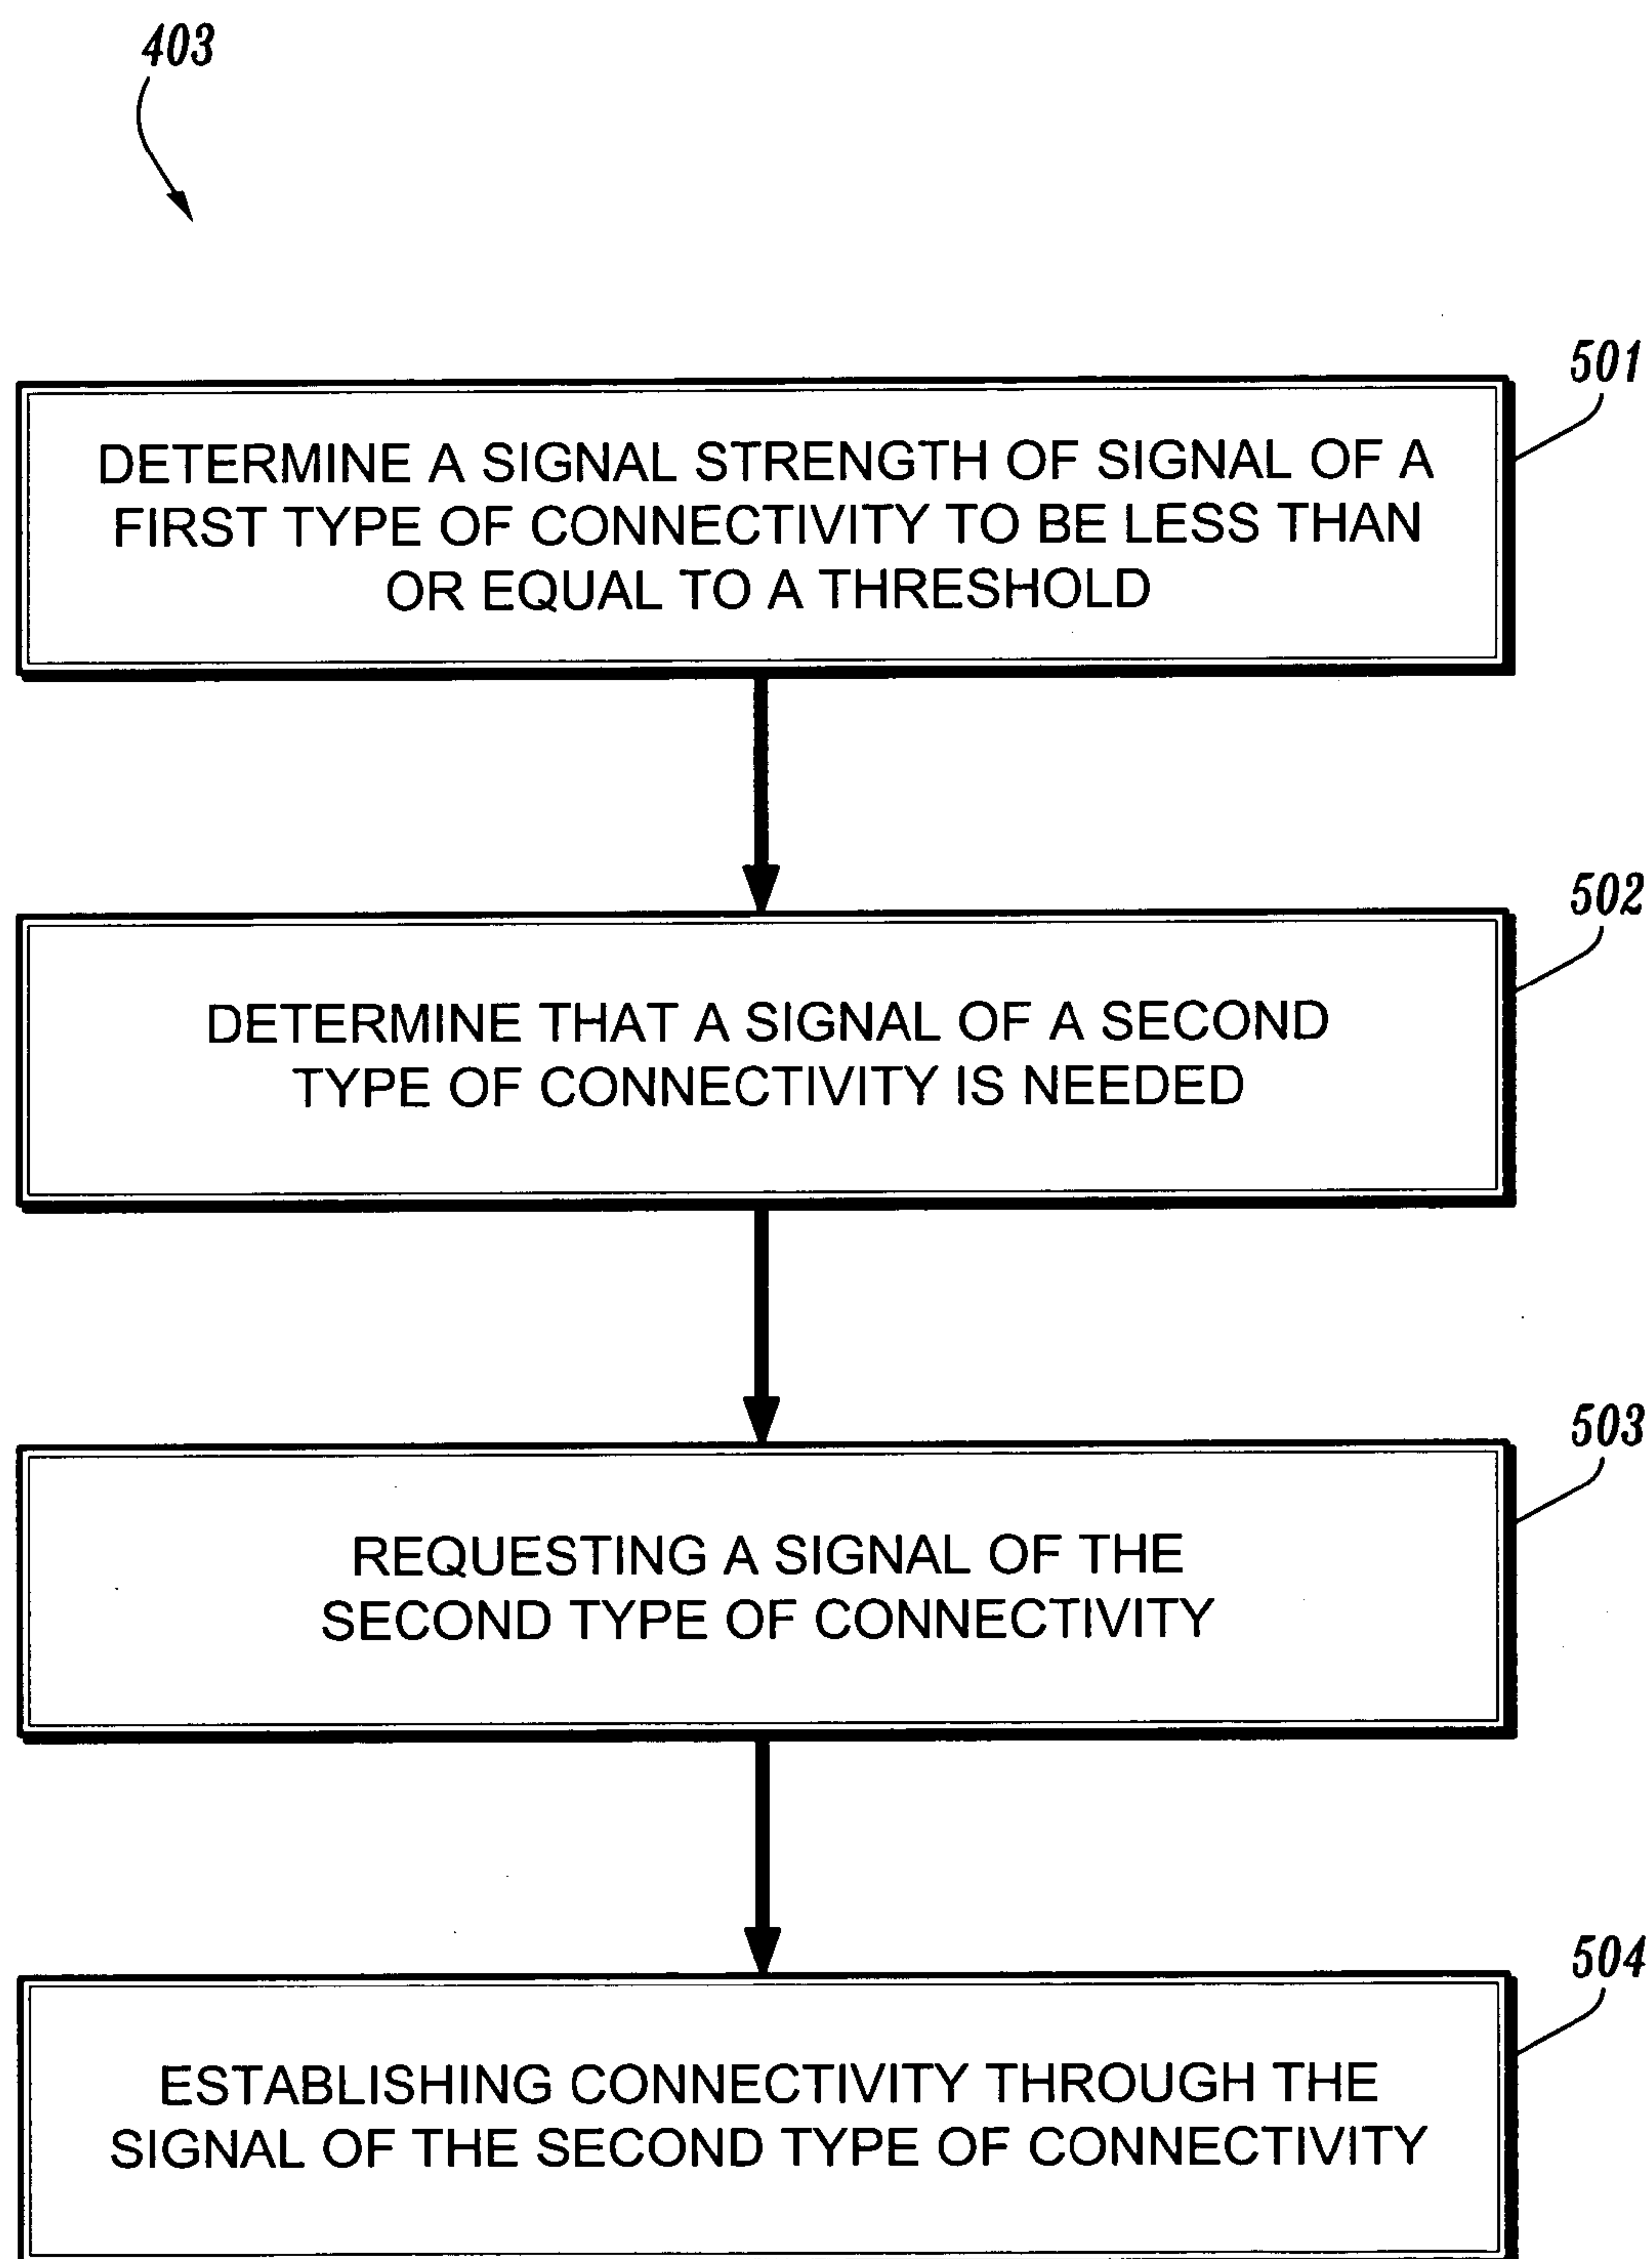 403
501
DETERMINE A SIGNAL STRENGTH OF SIGNAL OF A
FIRST TYPE OF CONNECTIVITY TO BE LESS THAN
OR EQUAL TO A THRESHOLD
502
DETERMINE THAT A SIGNAL OF A SECOND
TYPE OF CONNECTIVITY IS NEEDED
503
REQUESTING A SIGNAL OF THE
SECOND TYPE OF CONNECTIVITY
504
ESTABLISHING CONNECTIVITY THROUGH THE
SIGNAL OF THE SECOND TYPE OF CONNECTIVITY